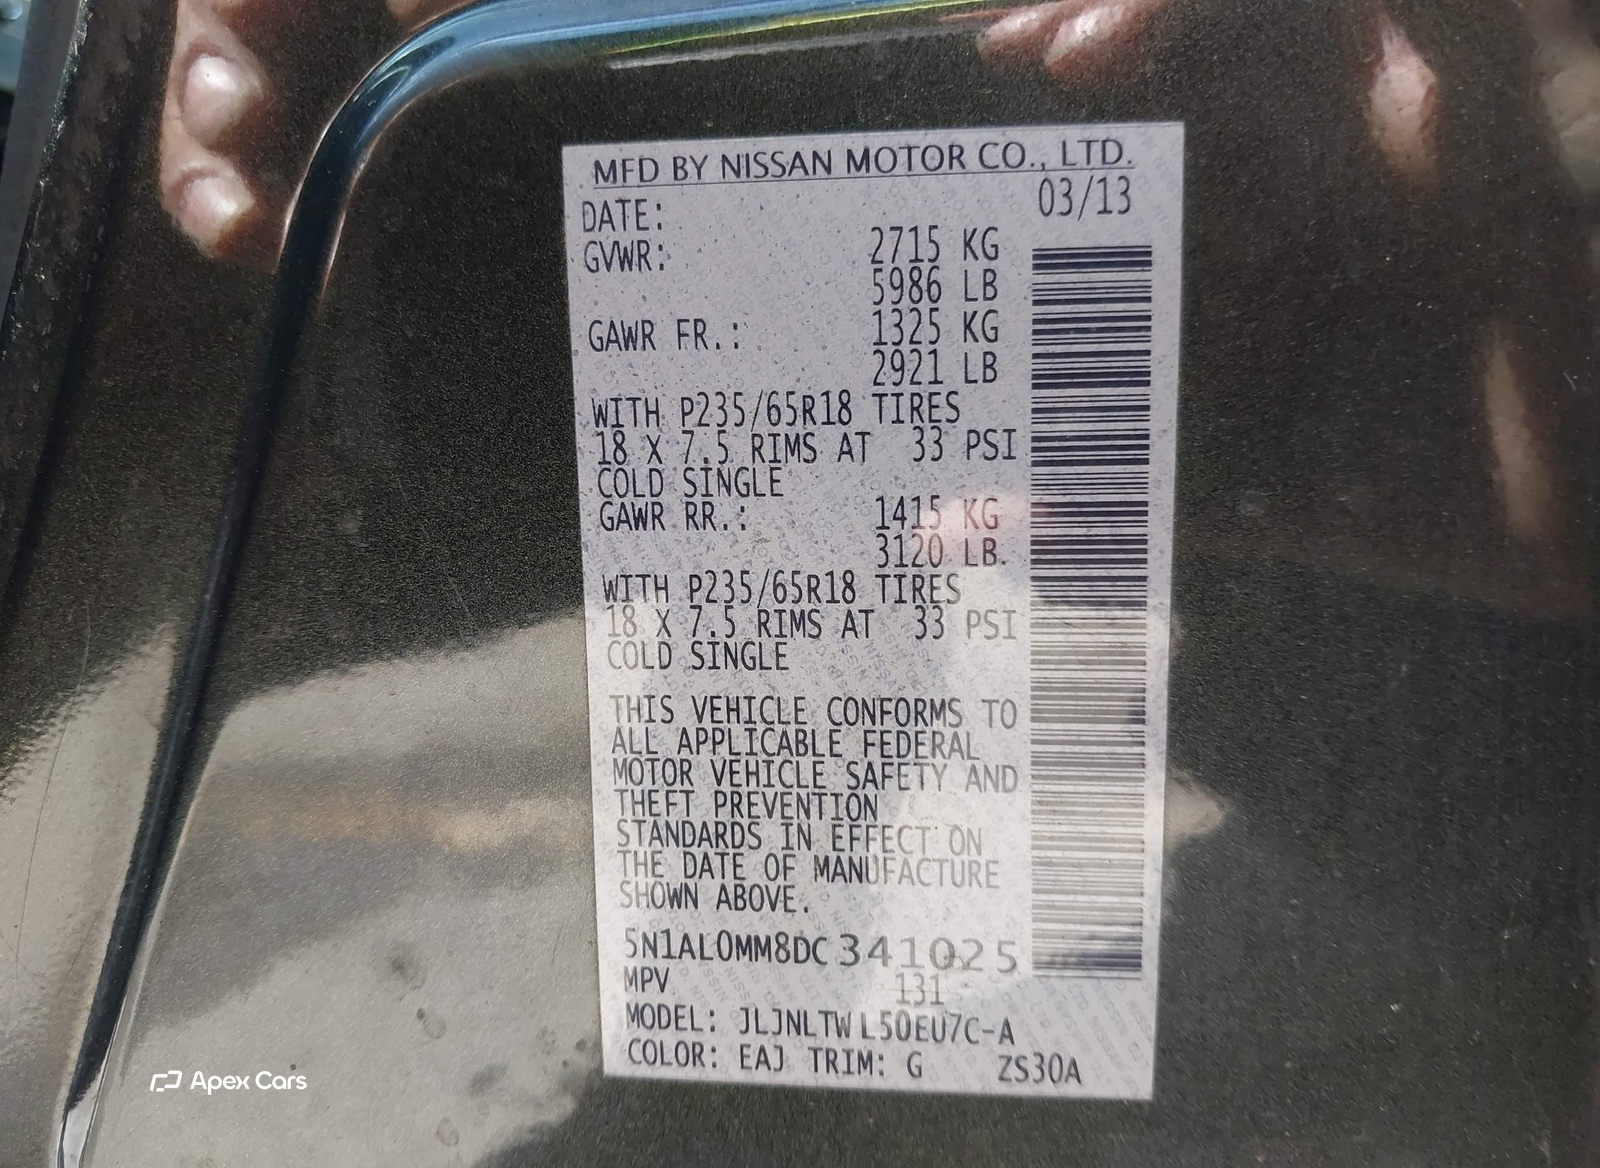 MFD BY NISSAN MOTOR CO., LTD.
DATE: 03/13
GVWR: 2715 KG
5986 LB
GAWR FR.: 1325 KG
2921 LB
WITH P235/65R18 TIRES
18 X 7.5 RIMS AT 33 PSI
COLD SINGLE
GAWR RR.: 1415 KG
3120 LB.
WITH P235/65R18 TIRES
18 X 7.5 RIMS AT 33 PSI
COLD SINGLE
THIS VEHICLE CONFORMS TO
ALL APPLICABLE FEDERAL
MOTOR VEHICLE SAFETY AND
THEFT PREVENTION
STANDARDS IN EFFECT ON
THE DATE OF MANUFACTURE
SHOWN ABOVE.
5N1AL0MM8DC341025
MPV 131
MODEL: JLJNLTWL50EU7C-A
COLOR: EAJ TRIM: G ZS30A
Apex Cars